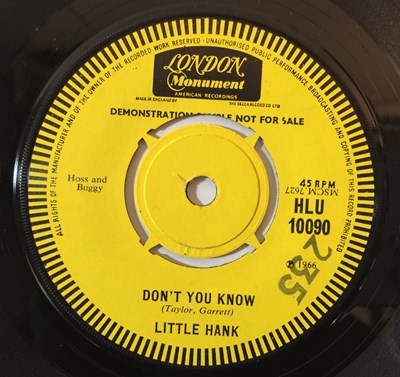 ALL RIGHTS OF THE MANUFACTURER AND OF THE OWNER OF THE RECORDED WORK RESERVED · UNAUTHORISED PUBLIC PERFORMANCE BROADCASTING AND COPYING OF THIS RECORD PROHIBITED
LONDON
Monument
AMERICAN RECORDINGS
MADE IN ENGLAND BY
THE DECCA RECORD CO LTD
DEMONSTRATION NOT FOR SALE
Hoss and
Buggy
45 RPM
MSCM.762
HLU
10090
235
℗ 1966
DON'T YOU KNOW
(Taylor, Garrett)
LITTLE HANK